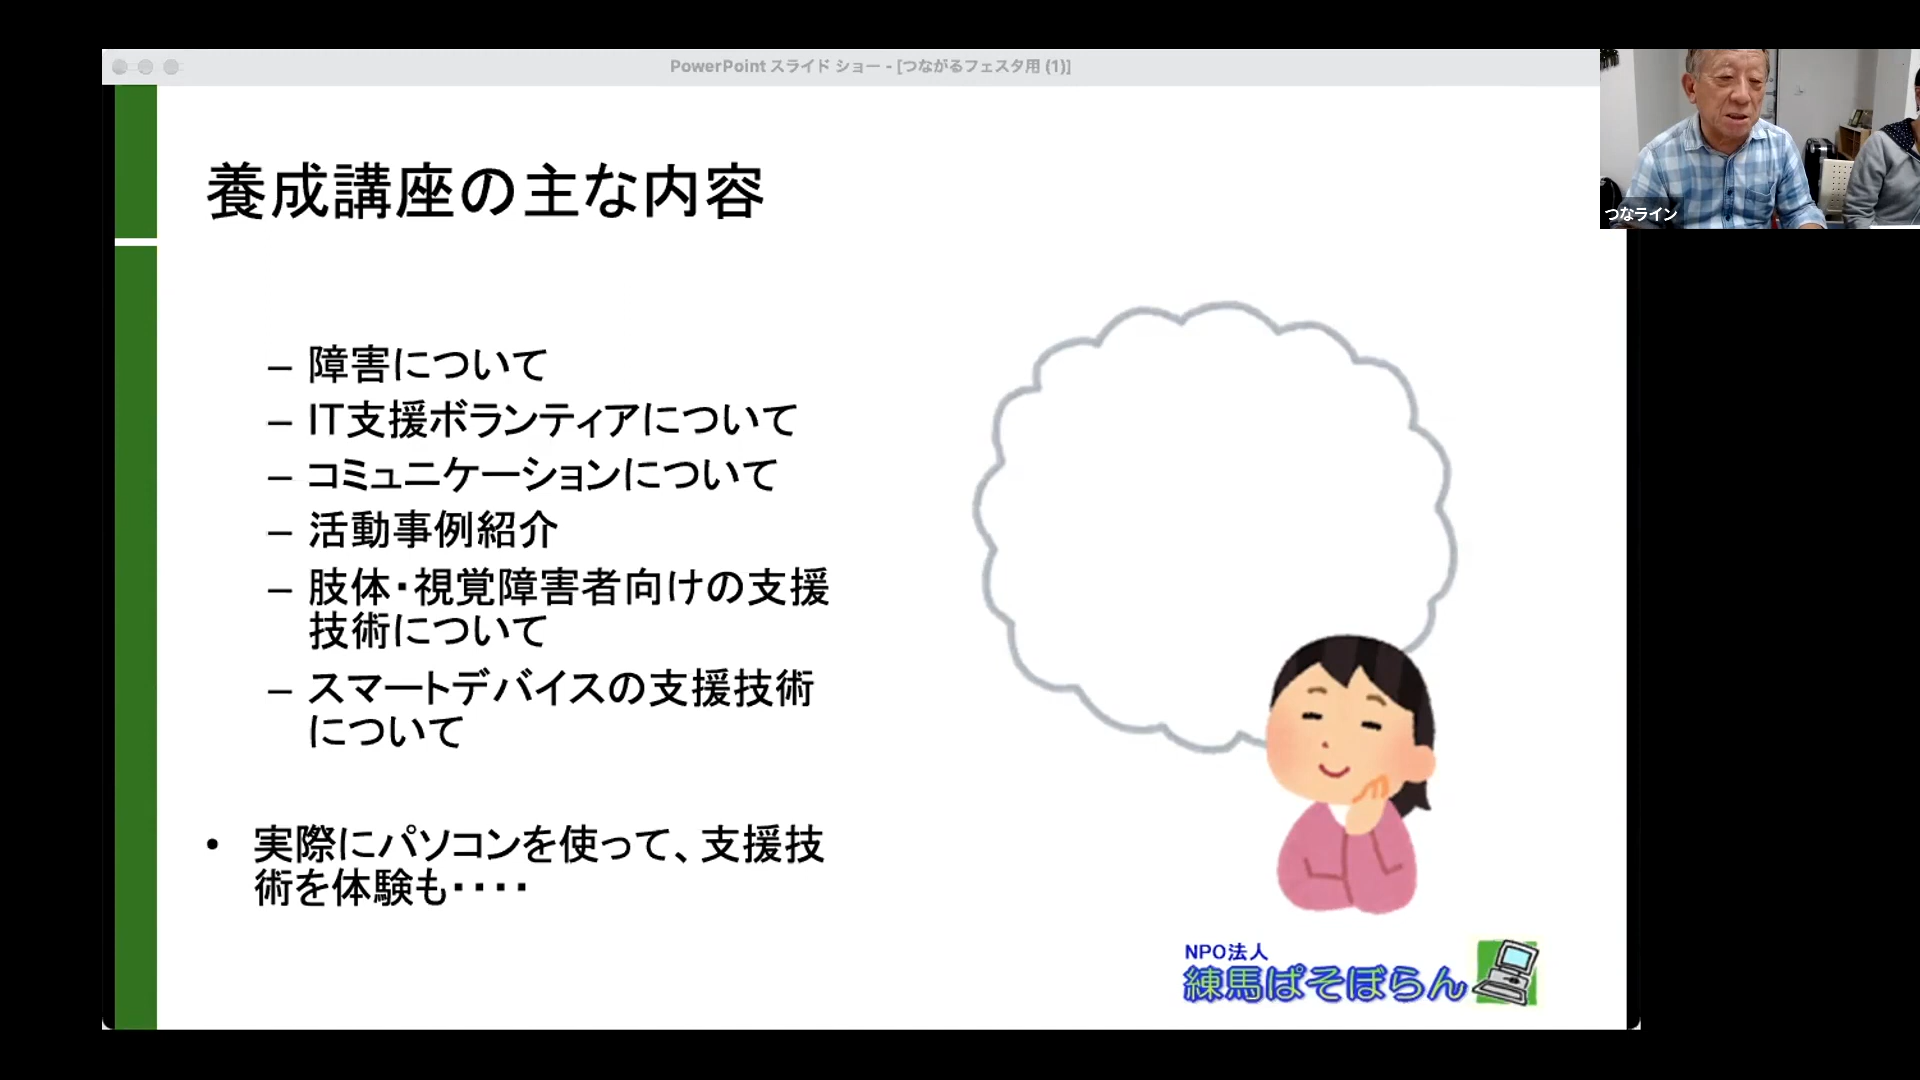 PowerPoint スライド ショー - [つながるフェスタ用 (1)]
つなライン
養成講座の主な内容
– 障害について
– IT支援ボランティアについて
– コミュニケーションについて
– 活動事例紹介
– 肢体・視覚障害者向けの支援
技術について
– スマートデバイスの支援技術
について
• 実際にパソコンを使って、支援技
術を体験も・・・・
NPO法人
練馬ぱそぼらん